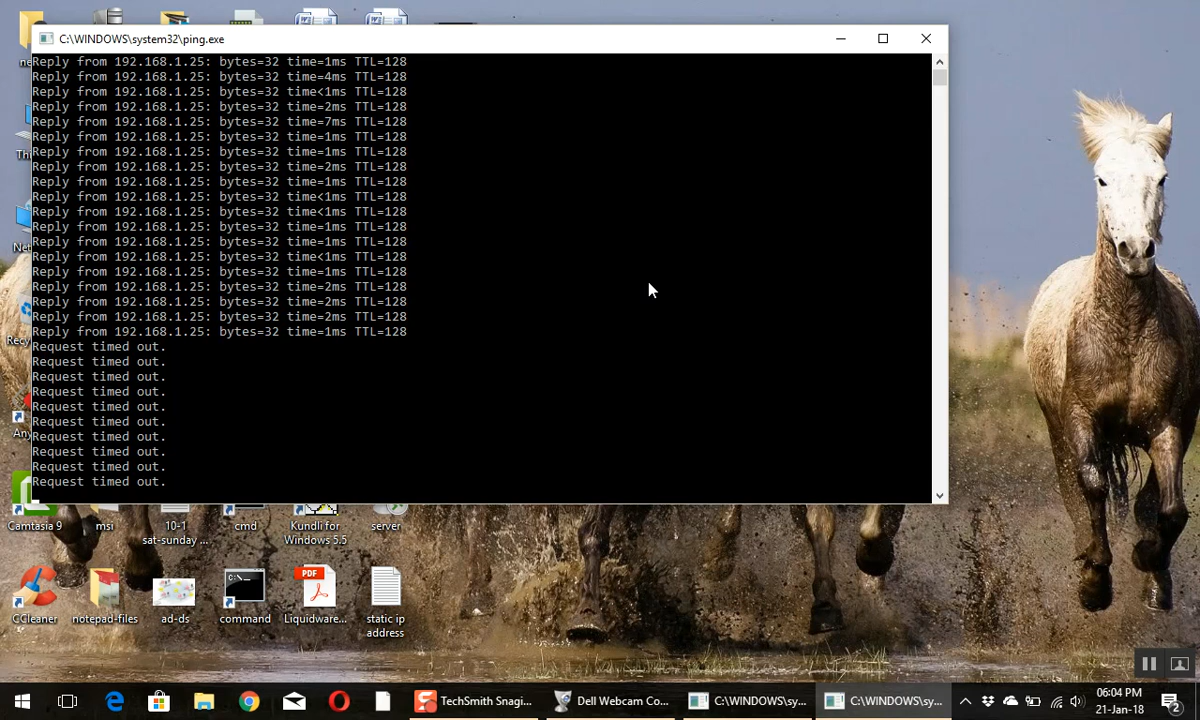 C:\WINDOWS\system32\ping.exe
Reply from 192.168.1.25: bytes=32 time=1ms TTL=128
Reply from 192.168.1.25: bytes=32 time=4ms TTL=128
Reply from 192.168.1.25: bytes=32 time<1ms TTL=128
Reply from 192.168.1.25: bytes=32 time=2ms TTL=128
Reply from 192.168.1.25: bytes=32 time=7ms TTL=128
Reply from 192.168.1.25: bytes=32 time=1ms TTL=128
Reply from 192.168.1.25: bytes=32 time=1ms TTL=128
Reply from 192.168.1.25: bytes=32 time=2ms TTL=128
Reply from 192.168.1.25: bytes=32 time=1ms TTL=128
Reply from 192.168.1.25: bytes=32 time<1ms TTL=128
Reply from 192.168.1.25: bytes=32 time<1ms TTL=128
Reply from 192.168.1.25: bytes=32 time=1ms TTL=128
Reply from 192.168.1.25: bytes=32 time=1ms TTL=128
Reply from 192.168.1.25: bytes=32 time<1ms TTL=128
Reply from 192.168.1.25: bytes=32 time=1ms TTL=128
Reply from 192.168.1.25: bytes=32 time=2ms TTL=128
Reply from 192.168.1.25: bytes=32 time=2ms TTL=128
Reply from 192.168.1.25: bytes=32 time=2ms TTL=128
Reply from 192.168.1.25: bytes=32 time=1ms TTL=128
Request timed out.
Request timed out.
Request timed out.
Request timed out.
Request timed out.
Request timed out.
Request timed out.
Request timed out.
Request timed out.
Request timed out.
Camtasia 9
msi
10-1
sat-sunday ...
cmd
Kundli for
Windows 5.5
server
PDF
CCleaner
notepad-files
ad-ds
command
Liquidware...
static ip
address
TechSmith Snagi...
Dell Webcam Co...
C:\WINDOWS\sy...
C:\WINDOWS\sy...
06:04 PM
21-Jan-18
2